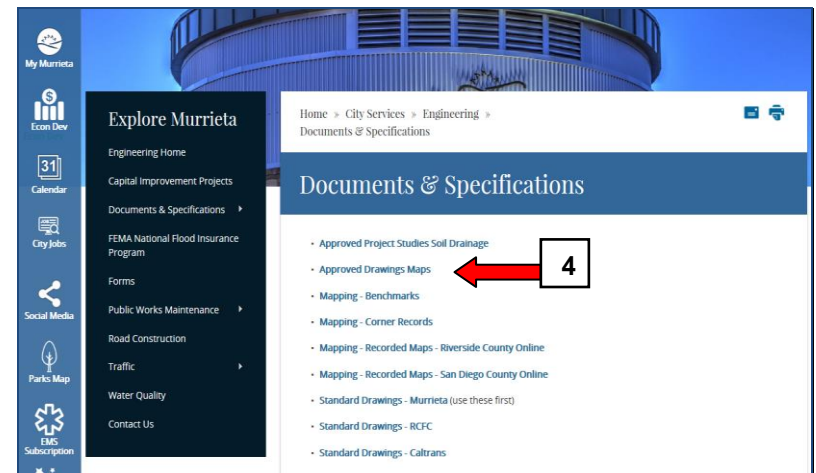 My Murrieta
$
Econ Dev
31
Calendar
City Jobs
Social Media
Parks Map
EMS
Subscription
Explore Murrieta
Engineering Home
Capital Improvement Projects
Documents & Specifications
FEMA National Flood Insurance
Program
Forms
Public Works Maintenance
Road Construction
Traffic
Water Quality
Contact Us
Home » City Services » Engineering »
Documents & Specifications
Documents & Specifications
• Approved Project Studies Soil Drainage
• Approved Drawings Maps
4
• Mapping - Benchmarks
• Mapping - Corner Records
• Mapping - Recorded Maps - Riverside County Online
• Mapping - Recorded Maps - San Diego County Online
• Standard Drawings - Murrieta (use these first)
• Standard Drawings - RCFC
• Standard Drawings - Caltrans